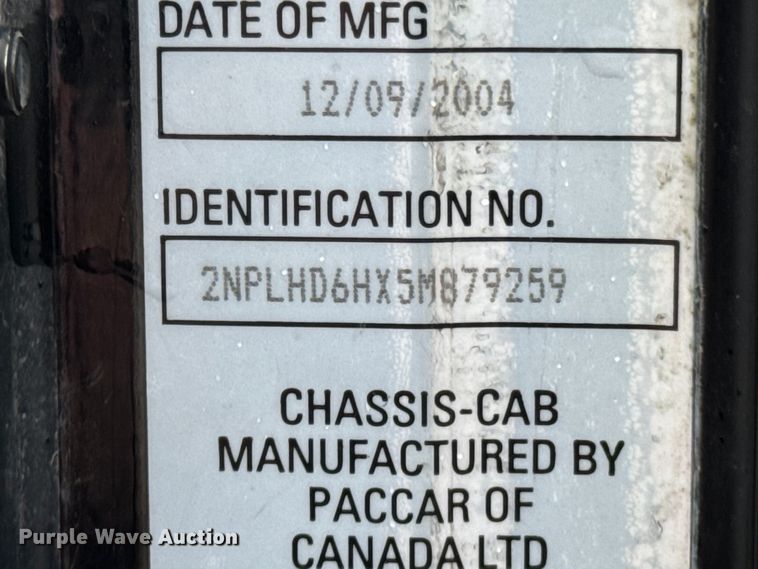 DATE OF MFG
12/09/2004
IDENTIFICATION NO.
2NPLHD6HX5M879259
CHASSIS-CAB
MANUFACTURED BY
PACCAR OF
CANADA LTD
Purple Wave Auction